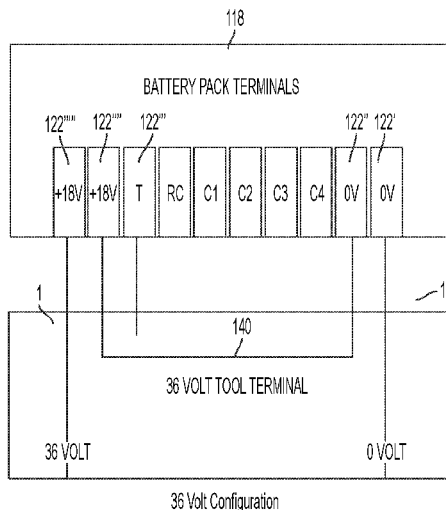 118
BATTERY PACK TERMINALS
122""' 122"" 122"' 122" 122'
+18V +18V T RC C1 C2 C3 C4 0V 0V
1 1
140
36 VOLT TOOL TERMINAL
36 VOLT 0 VOLT
36 Volt Configuration